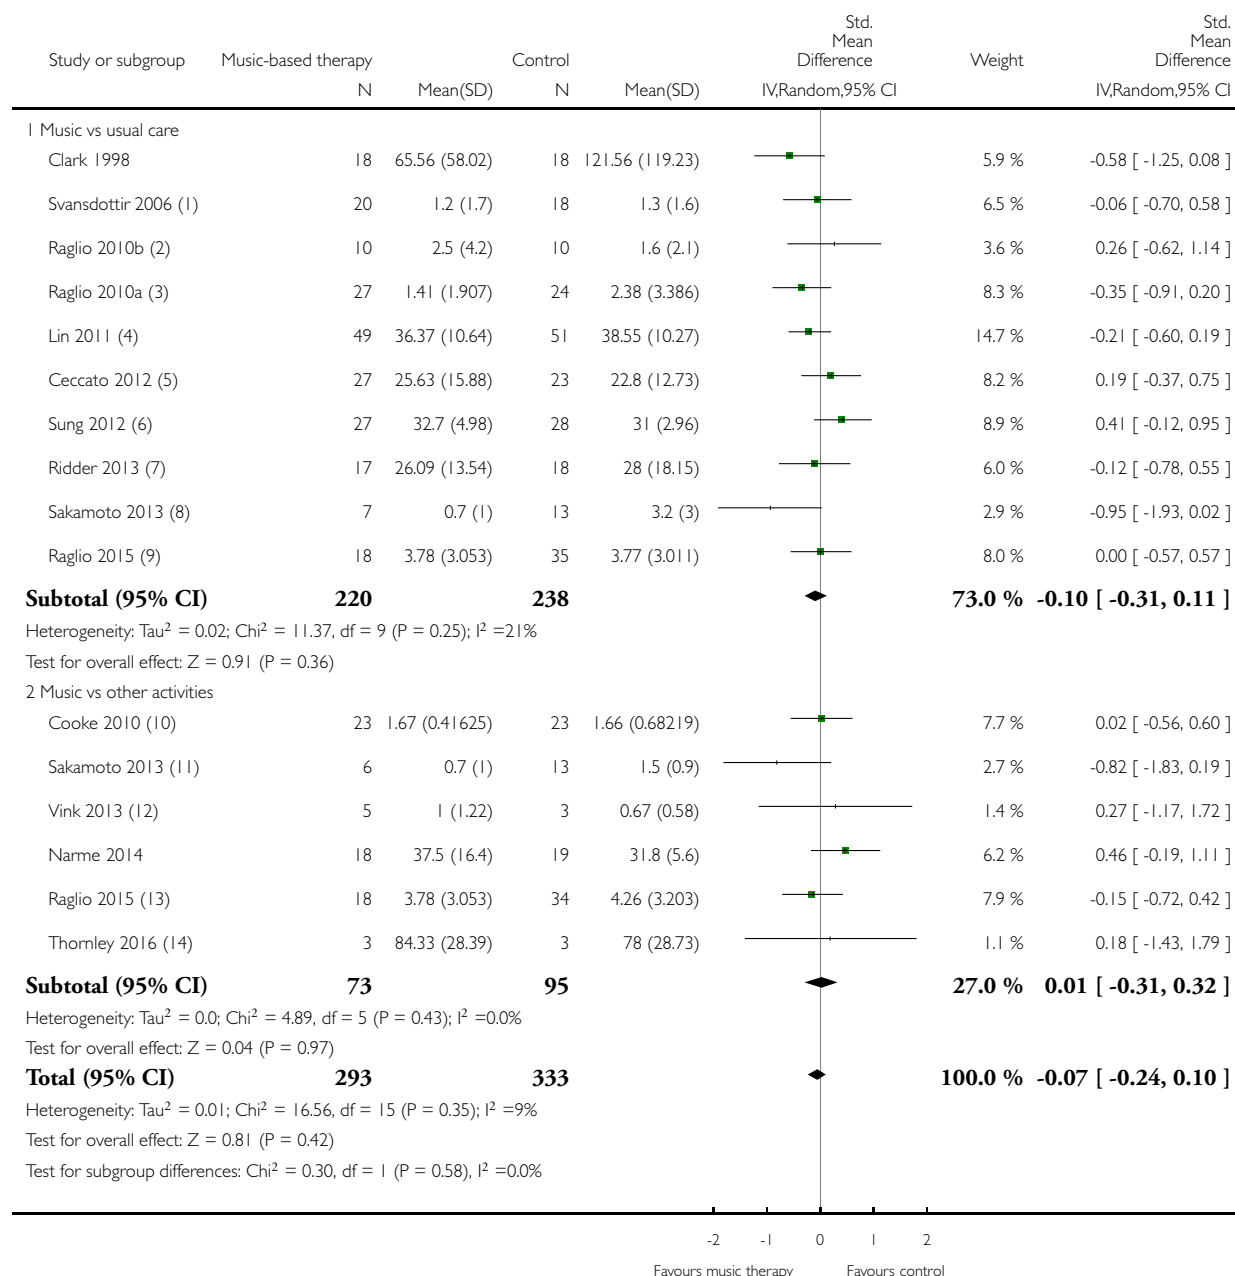 Std. Mean Difference Std. Mean Difference
Study or subgroup Music-based therapy Control Weight
N Mean(SD) N Mean(SD) IV,Random,95% CI IV,Random,95% CI
1 Music vs usual care
Clark 1998 18 65.56 (58.02) 18 121.56 (119.23) 5.9 % -0.58 [ -1.25, 0.08 ]
Svansdottir 2006 (1) 20 1.2 (1.7) 18 1.3 (1.6) 6.5 % -0.06 [ -0.70, 0.58 ]
Raglio 2010b (2) 10 2.5 (4.2) 10 1.6 (2.1) 3.6 % 0.26 [ -0.62, 1.14 ]
Raglio 2010a (3) 27 1.41 (1.907) 24 2.38 (3.386) 8.3 % -0.35 [ -0.91, 0.20 ]
Lin 2011 (4) 49 36.37 (10.64) 51 38.55 (10.27) 14.7 % -0.21 [ -0.60, 0.19 ]
Ceccato 2012 (5) 27 25.63 (15.88) 23 22.8 (12.73) 8.2 % 0.19 [ -0.37, 0.75 ]
Sung 2012 (6) 27 32.7 (4.98) 28 31 (2.96) 8.9 % 0.41 [ -0.12, 0.95 ]
Ridder 2013 (7) 17 26.09 (13.54) 18 28 (18.15) 6.0 % -0.12 [ -0.78, 0.55 ]
Sakamoto 2013 (8) 7 0.7 (1) 13 3.2 (3) 2.9 % -0.95 [ -1.93, 0.02 ]
Raglio 2015 (9) 18 3.78 (3.053) 35 3.77 (3.011) 8.0 % 0.00 [ -0.57, 0.57 ]
Subtotal (95% CI) 220 238 73.0 % -0.10 [ -0.31, 0.11 ]
Heterogeneity: Tau² = 0.02; Chi² = 11.37, df = 9 (P = 0.25); I² =21%
Test for overall effect: Z = 0.91 (P = 0.36)
2 Music vs other activities
Cooke 2010 (10) 23 1.67 (0.41625) 23 1.66 (0.68219) 7.7 % 0.02 [ -0.56, 0.60 ]
Sakamoto 2013 (11) 6 0.7 (1) 13 1.5 (0.9) 2.7 % -0.82 [ -1.83, 0.19 ]
Vink 2013 (12) 5 1 (1.22) 3 0.67 (0.58) 1.4 % 0.27 [ -1.17, 1.72 ]
Narme 2014 18 37.5 (16.4) 19 31.8 (5.6) 6.2 % 0.46 [ -0.19, 1.11 ]
Raglio 2015 (13) 18 3.78 (3.053) 34 4.26 (3.203) 7.9 % -0.15 [ -0.72, 0.42 ]
Thornley 2016 (14) 3 84.33 (28.39) 3 78 (28.73) 1.1 % 0.18 [ -1.43, 1.79 ]
Subtotal (95% CI) 73 95 27.0 % 0.01 [ -0.31, 0.32 ]
Heterogeneity: Tau² = 0.0; Chi² = 4.89, df = 5 (P = 0.43); I² =0.0%
Test for overall effect: Z = 0.04 (P = 0.97)
Total (95% CI) 293 333 100.0 % -0.07 [ -0.24, 0.10 ]
Heterogeneity: Tau² = 0.01; Chi² = 16.56, df = 15 (P = 0.35); I² =9%
Test for overall effect: Z = 0.81 (P = 0.42)
Test for subgroup differences: Chi² = 0.30, df = 1 (P = 0.58), I² =0.0%
-2 -1 0 1 2
Favours music therapy Favours control